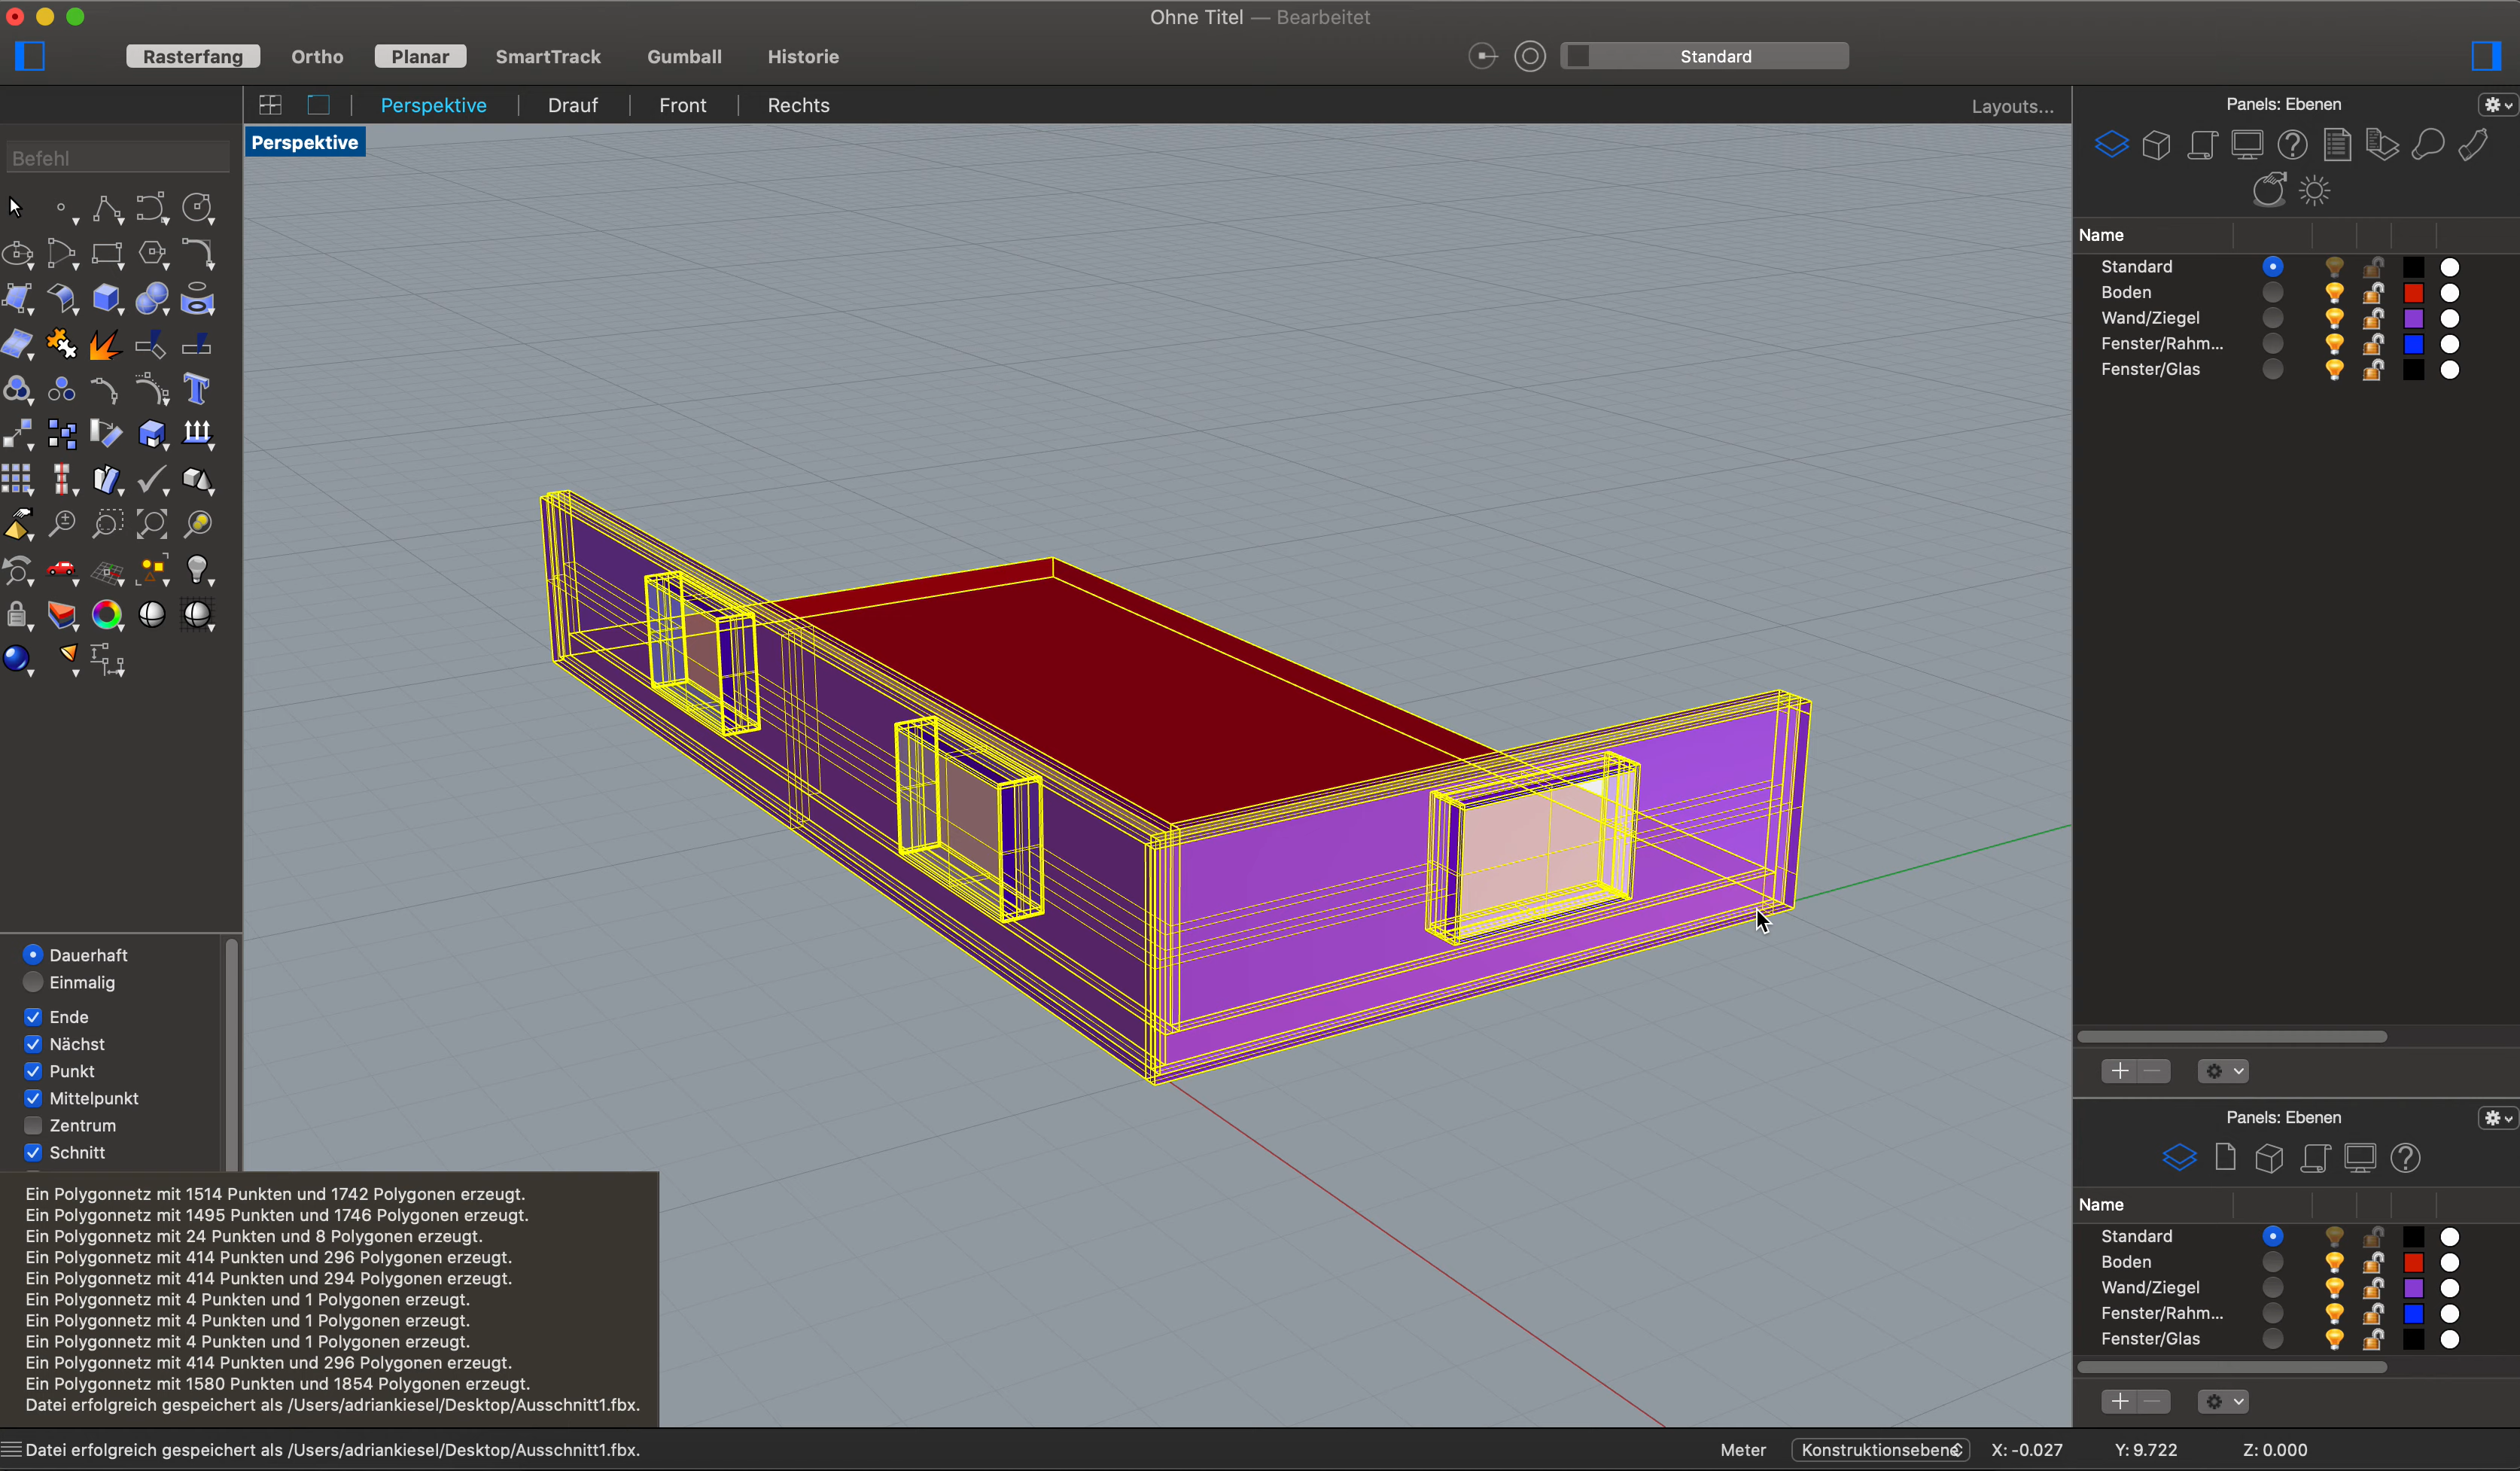 Ohne Titel — Bearbeitet
Rasterfang Ortho Planar SmartTrack Gumball Historie Standard
Perspektive Drauf Front Rechts Layouts...
Perspektive
Befehl
Panels: Ebenen
Name
Standard
Boden
Wand/Ziegel
Fenster/Rahm...
Fenster/Glas
Dauerhaft
Einmalig
Ende
Nächst
Punkt
Mittelpunkt
Zentrum
Schnitt
Panels: Ebenen
Name
Standard
Boden
Wand/Ziegel
Fenster/Rahm...
Fenster/Glas
Ein Polygonnetz mit 1514 Punkten und 1742 Polygonen erzeugt.
Ein Polygonnetz mit 1495 Punkten und 1746 Polygonen erzeugt.
Ein Polygonnetz mit 24 Punkten und 8 Polygonen erzeugt.
Ein Polygonnetz mit 414 Punkten und 296 Polygonen erzeugt.
Ein Polygonnetz mit 414 Punkten und 294 Polygonen erzeugt.
Ein Polygonnetz mit 4 Punkten und 1 Polygonen erzeugt.
Ein Polygonnetz mit 4 Punkten und 1 Polygonen erzeugt.
Ein Polygonnetz mit 4 Punkten und 1 Polygonen erzeugt.
Ein Polygonnetz mit 414 Punkten und 296 Polygonen erzeugt.
Ein Polygonnetz mit 1580 Punkten und 1854 Polygonen erzeugt.
Datei erfolgreich gespeichert als /Users/adriankiesel/Desktop/Ausschnitt1.fbx.
Datei erfolgreich gespeichert als /Users/adriankiesel/Desktop/Ausschnitt1.fbx. Meter Konstruktionsebene X: -0.027 Y: 9.722 Z: 0.000